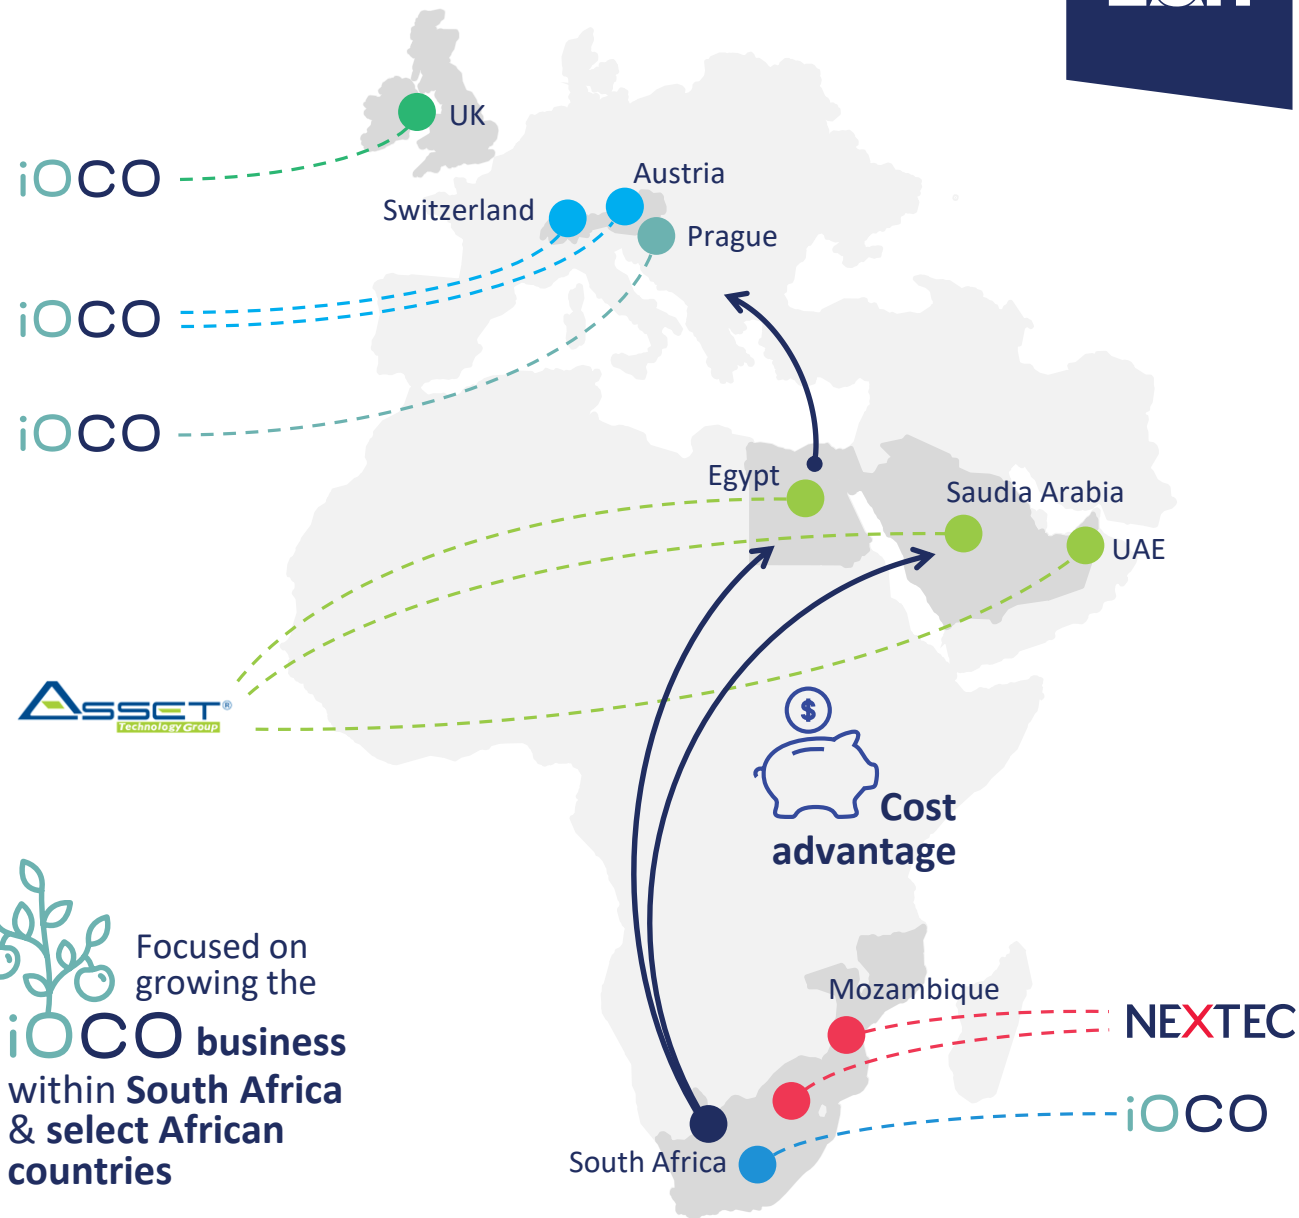 UK
iOCO
Austria
Switzerland
Prague
iOCO
iOCO
Egypt
Saudia Arabia
UAE
ASSET®
Technology Group
$
Cost
advantage
Focused on
growing the
iOCO business
within South Africa
& select African
countries
Mozambique
NEXTEC
iOCO
South Africa